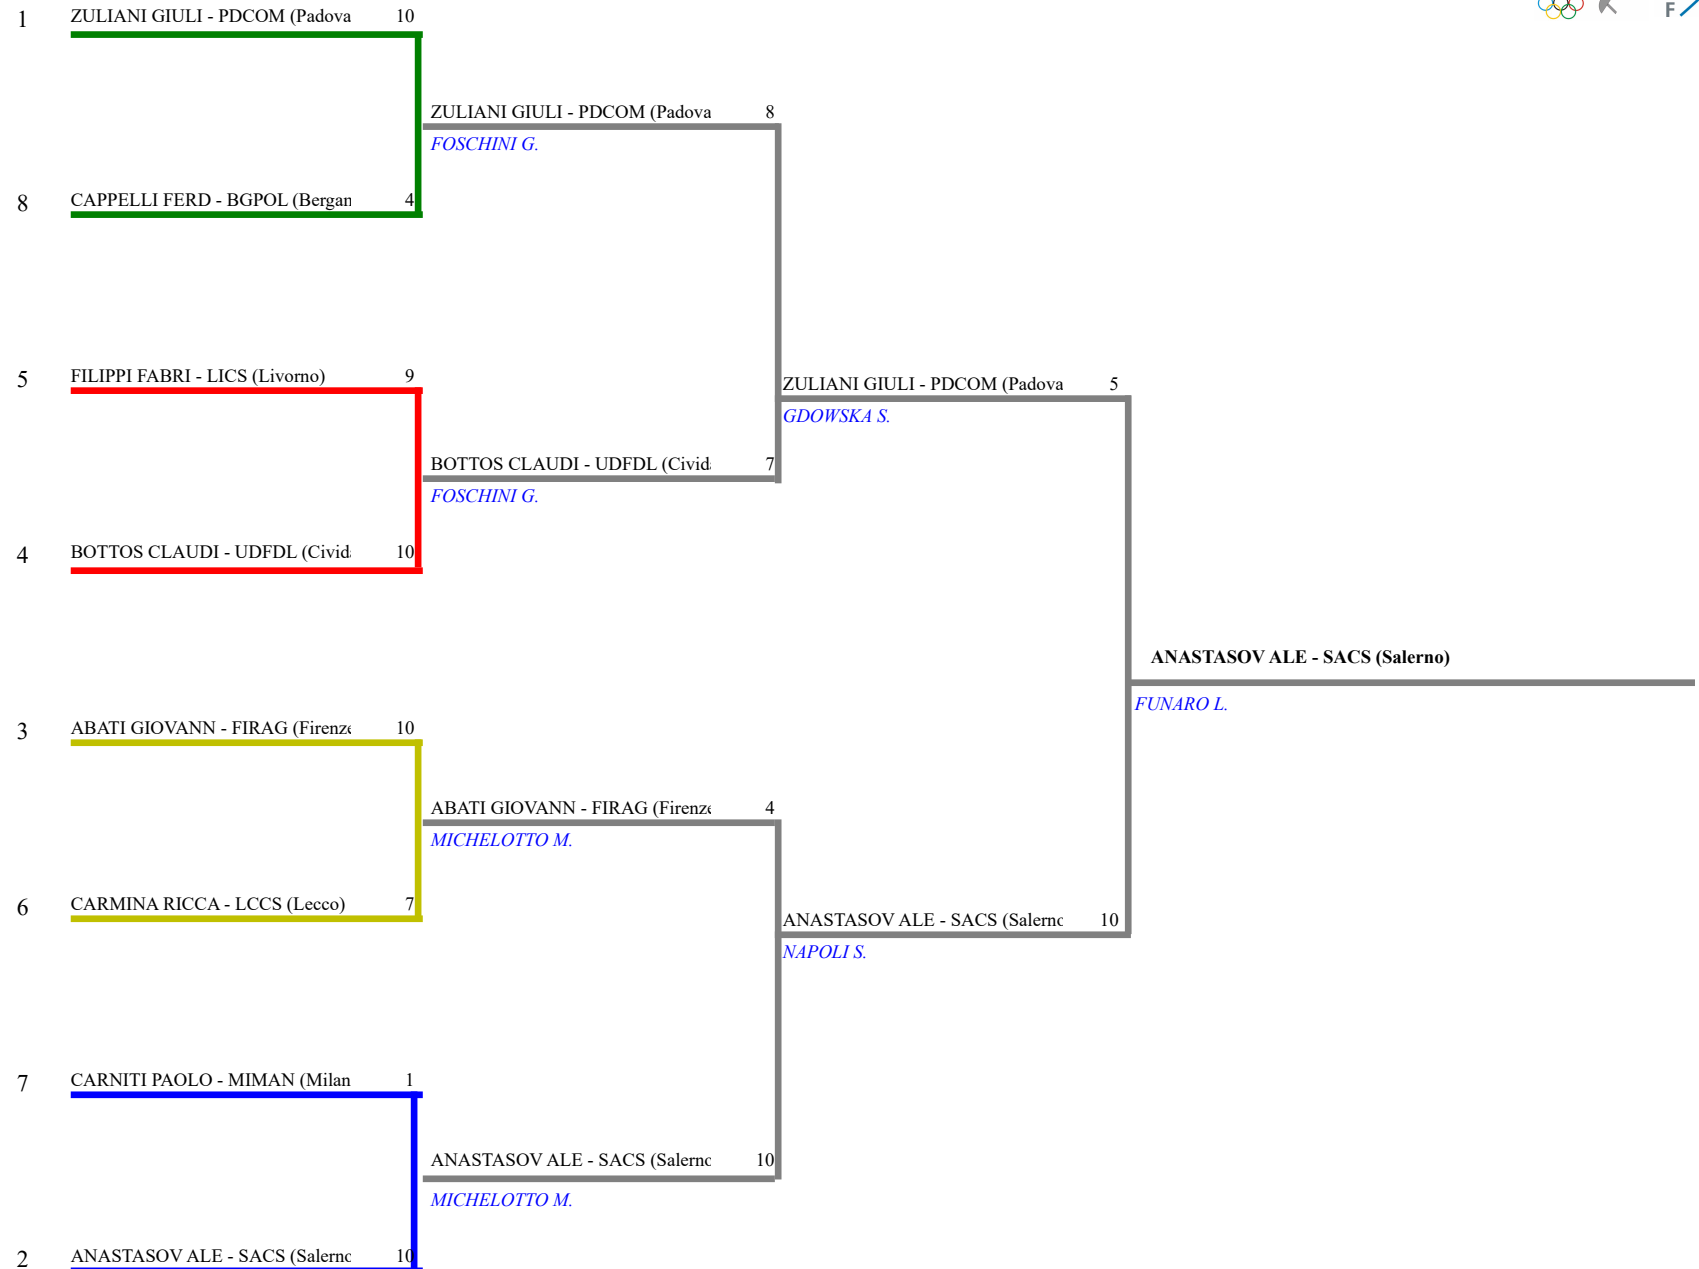 1 ZULIANI GIULI - PDCOM (Padova 10
F
ZULIANI GIULI - PDCOM (Padova 8
FOSCHINI G.
8 CAPPELLI FERD - BGPOL (Bergan 4
5 FILIPPI FABRI - LICS (Livorno) 9
ZULIANI GIULI - PDCOM (Padova 5
GDOWSKA S.
BOTTOS CLAUDI - UDFDL (Civid 7
FOSCHINI G.
4 BOTTOS CLAUDI - UDFDL (Civid 10
ANASTASOV ALE - SACS (Salerno)
FUNARO L.
3 ABATI GIOVANN - FIRAG (Firenze 10
ABATI GIOVANN - FIRAG (Firenze 4
MICHELOTTO M.
6 CARMINA RICCA - LCCS (Lecco) 7
ANASTASOV ALE - SACS (Salerno 10
NAPOLI S.
7 CARNITI PAOLO - MIMAN (Milan 1
ANASTASOV ALE - SACS (Salerno 10
MICHELOTTO M.
2 ANASTASOV ALE - SACS (Salerno 10